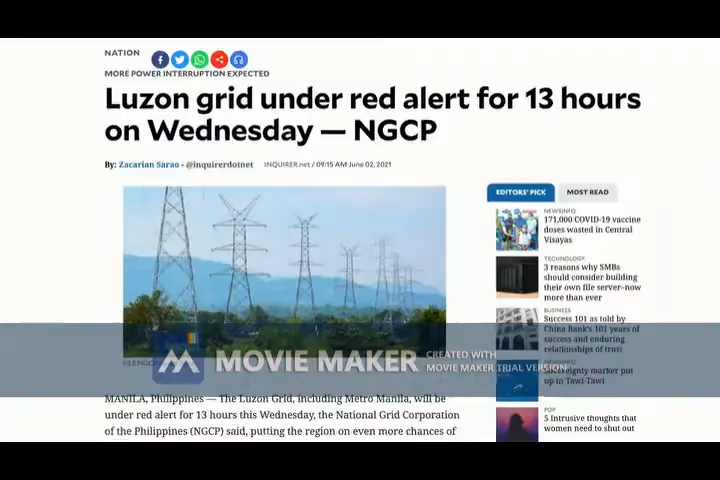 NATION
MORE POWER INTERRUPTION EXPECTED
Luzon grid under red alert for 13 hours
on Wednesday — NGCP
By: Zacarian Sarao - @inquirerdotnet INQUIRER.net / 09:15 AM June 02, 2021
EDITORS' PICK MOST READ
NEWSINFO
171,000 COVID-19 vaccine
doses wasted in Central
Visayas
TECHNOLOGY
3 reasons why SMBs
should consider building
their own file server–now
more than ever
BUSINESS
Success 101 as told by
China Bank's 101 years of
success and enduring
relationships of trust
NEWSINFO
Sovereignty marker put
up in Tawi-Tawi
POP
5 Intrusive thoughts that
women need to shut out
MOVIE MAKER
CREATED WITH
MOVIE MAKER TRIAL VERSION
MANILA, Philippines — The Luzon Grid, including Metro Manila, will be
under red alert for 13 hours this Wednesday, the National Grid Corporation
of the Philippines (NGCP) said, putting the region on even more chances of